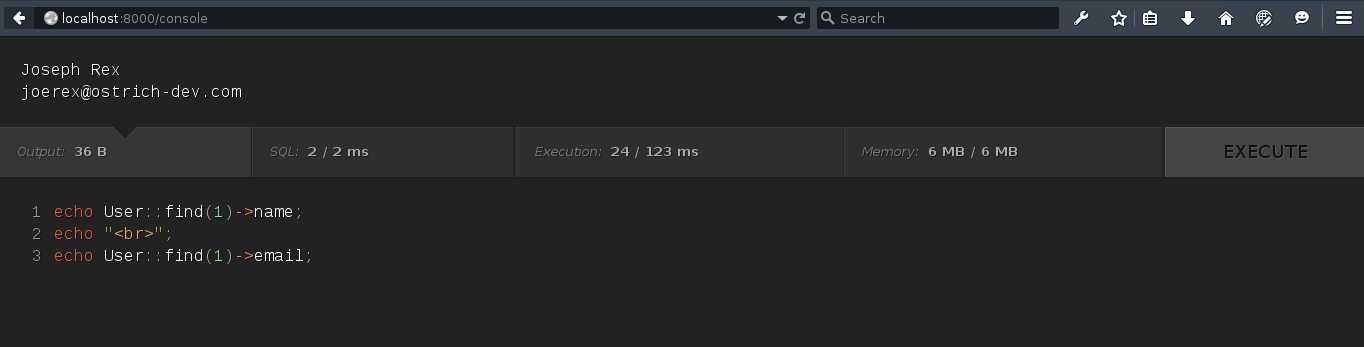 localhost:8000/console
Search
Joseph Rex
joerex@ostrich-dev.com
Output: 36 B
SQL: 2 / 2 ms
Execution: 24 / 123 ms
Memory: 6 MB / 6 MB
EXECUTE
1 echo User::find(1)->name;
2 echo "<br>";
3 echo User::find(1)->email;